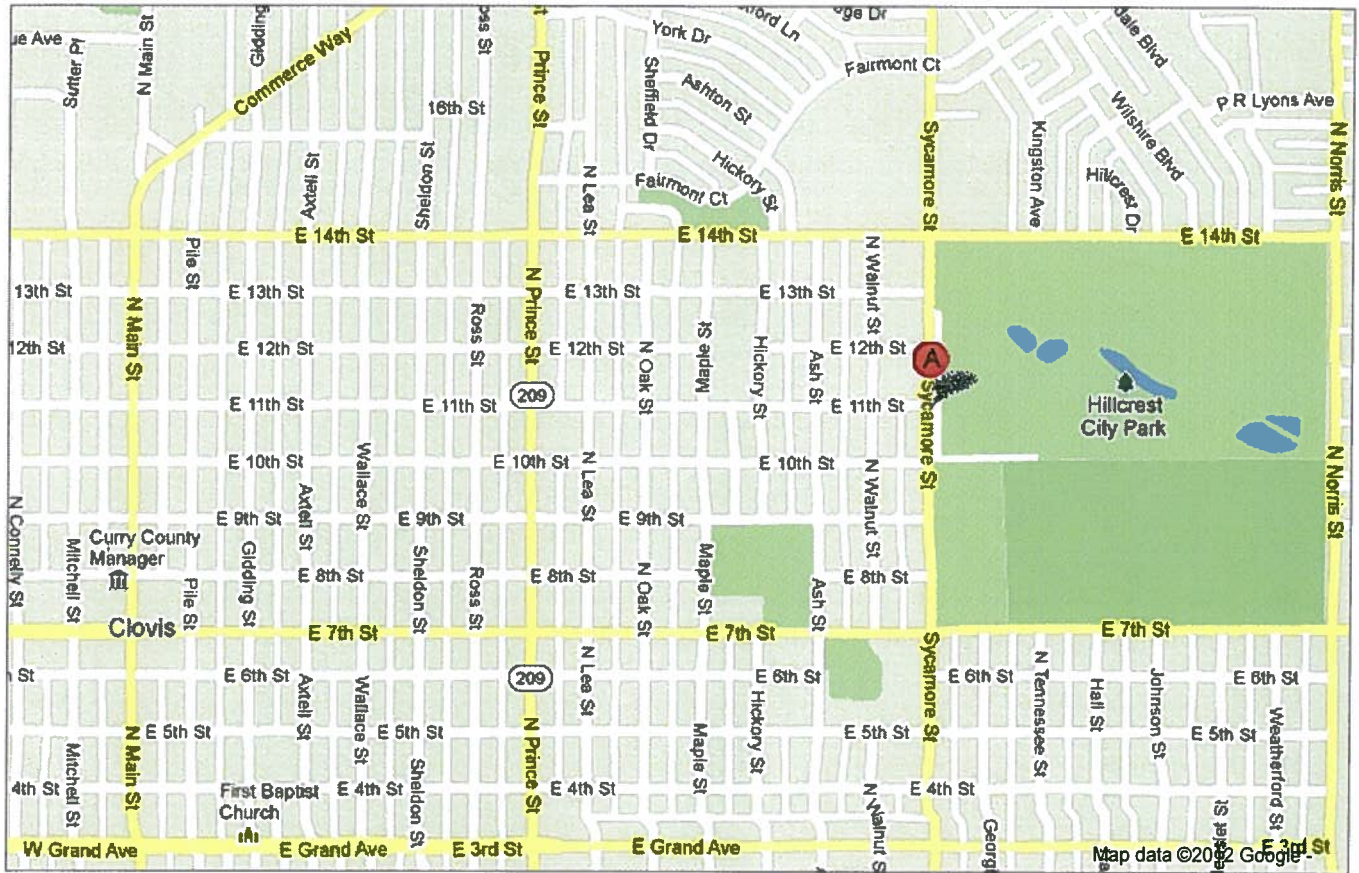 York Dr
Fairmont Ct
Commerce Way
N Main St
Sutter Pl
Gidding
Prince St
16th St
Sheffield Dr
Ashton St
Sycamore St
Kingston Ave
Wilshire Blvd
P R Lyons Ave
N Norris St
Axtell St
Sheldon St
N Lea St
Fairmont Ct
Hickory St
Hillcrest Dr
E 14th St
E 14th St
E 14th St
Pile St
N Walnut St
13th St
E 13th St
E 13th St
E 13th St
N Main St
N Prince St
Ross St
Maple St
12th St
E 12th St
E 12th St
E 12th St
N Oak St
Hickory St
Ash St
A
209
E 11th St
E 11th St
E 11th St
Sycamore St
Hillcrest
City Park
E 10th St
E 10th St
E 10th St
Wallace St
N Lea St
N Walnut St
N Norris St
N Connelly St
Axtell St
E 9th St
E 9th St
E 9th St
Curry County
Manager
Mitchell St
Gidding St
E 8th St
E 8th St
E 8th St
Pile St
Sheldon St
Ross St
N Oak St
Maple St
Ash St
Clovis
E 7th St
E 7th St
E 7th St
N Lea St
Sycamore St
209
E 6th St
E 6th St
E 6th St
E 6th St
Axtell St
Wallace St
Hickory St
N Tennessee St
Hall St
Johnson St
N Main St
E 5th St
E 5th St
N Prince St
Maple St
E 5th St
E 5th St
Weatherford St
Mitchell St
4th St
First Baptist
Church
E 4th St
Sheldon St
E 4th St
E 4th St
N Walnut S
Georgi
W Grand Ave
E Grand Ave
E 3rd St
E Grand Ave
E 3rd St